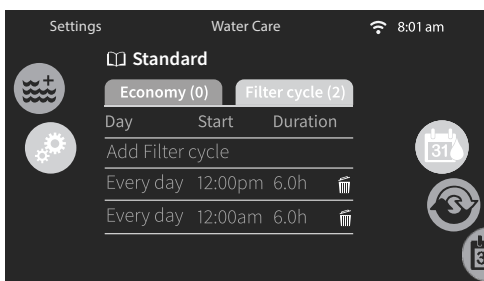 Settings Water Care 8:01 am
Standard
Economy (0) Filter cycle (2)
Day Start Duration
Add Filter cycle
Every day 12:00pm 6.0h
Every day 12:00am 6.0h
31